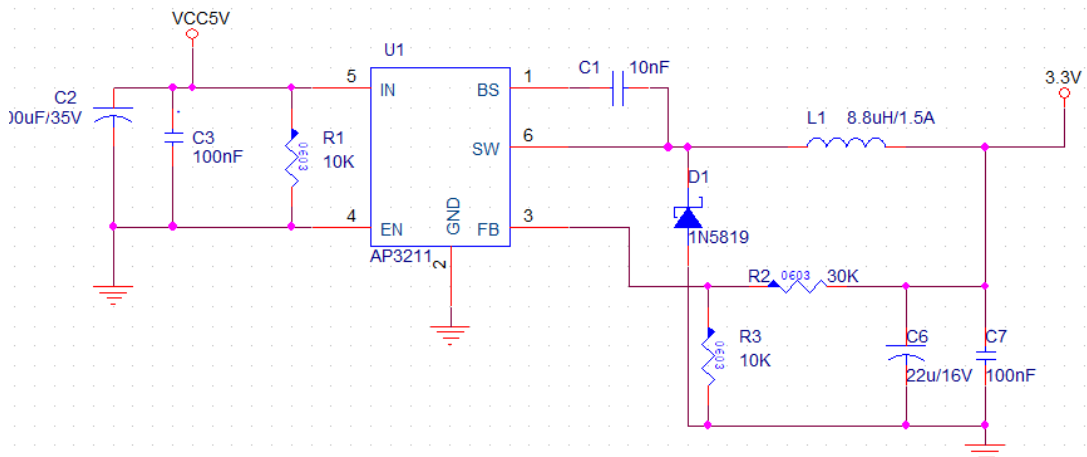 VCC5V
U1
C1 10nF
3.3V
5 IN BS 1
C2
00uF/35V
C3
100nF
R1
10K
0603
L1 8.8uH/1.5A
SW 6
D1
1N5819
4 EN GND FB 3
AP3211
2
R2 0603 30K
R3
10K
0603
C6
22u/16V
C7
100nF